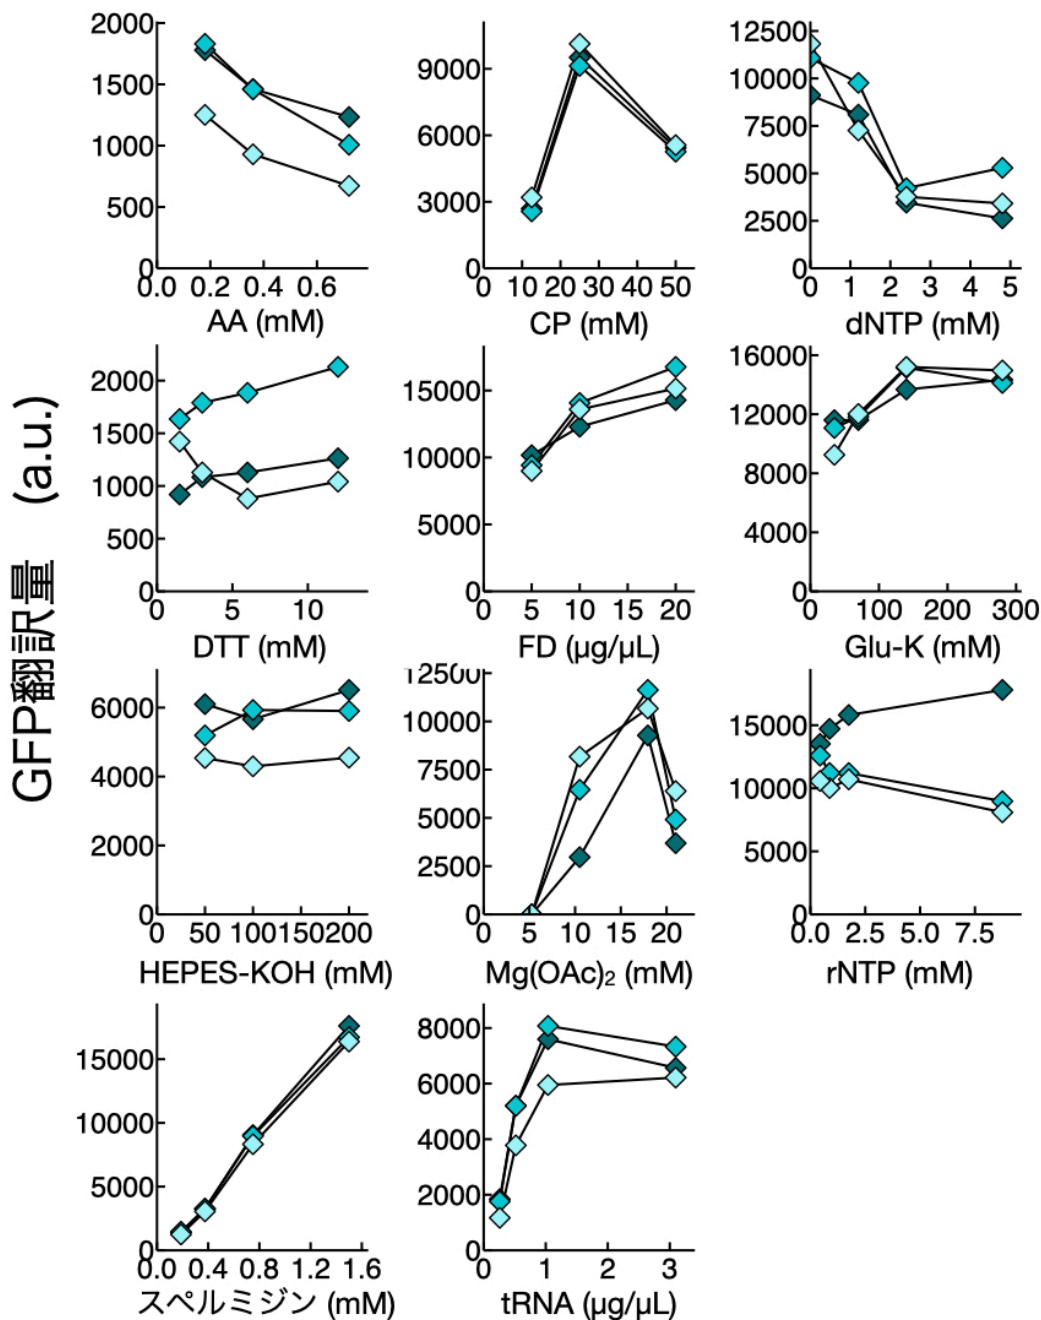 GFP翻訳量 (a.u.)
2000
1500
1000
500
0
0.0 0.2 0.4 0.6
AA (mM)
9000
6000
3000
0
0 10 20 30 40 50
CP (mM)
12500
10000
7500
5000
2500
0
0 1 2 3 4 5
dNTP (mM)
2000
1500
1000
500
0
0 5 10
DTT (mM)
15000
10000
5000
0
0 5 10 15 20
FD (µg/µL)
16000
12000
8000
4000
0
0 100 200 300
Glu-K (mM)
6000
4000
2000
0
0 50 100 150 200
HEPES-KOH (mM)
12500
10000
7500
5000
2500
0
0 5 10 15 20
Mg(OAc)₂ (mM)
15000
10000
5000
0
0.0 2.5 5.0 7.5
rNTP (mM)
15000
10000
5000
0
0.0 0.4 0.8 1.2 1.6
スペルミジン (mM)
8000
6000
4000
2000
0
0 1 2 3
tRNA (µg/µL)